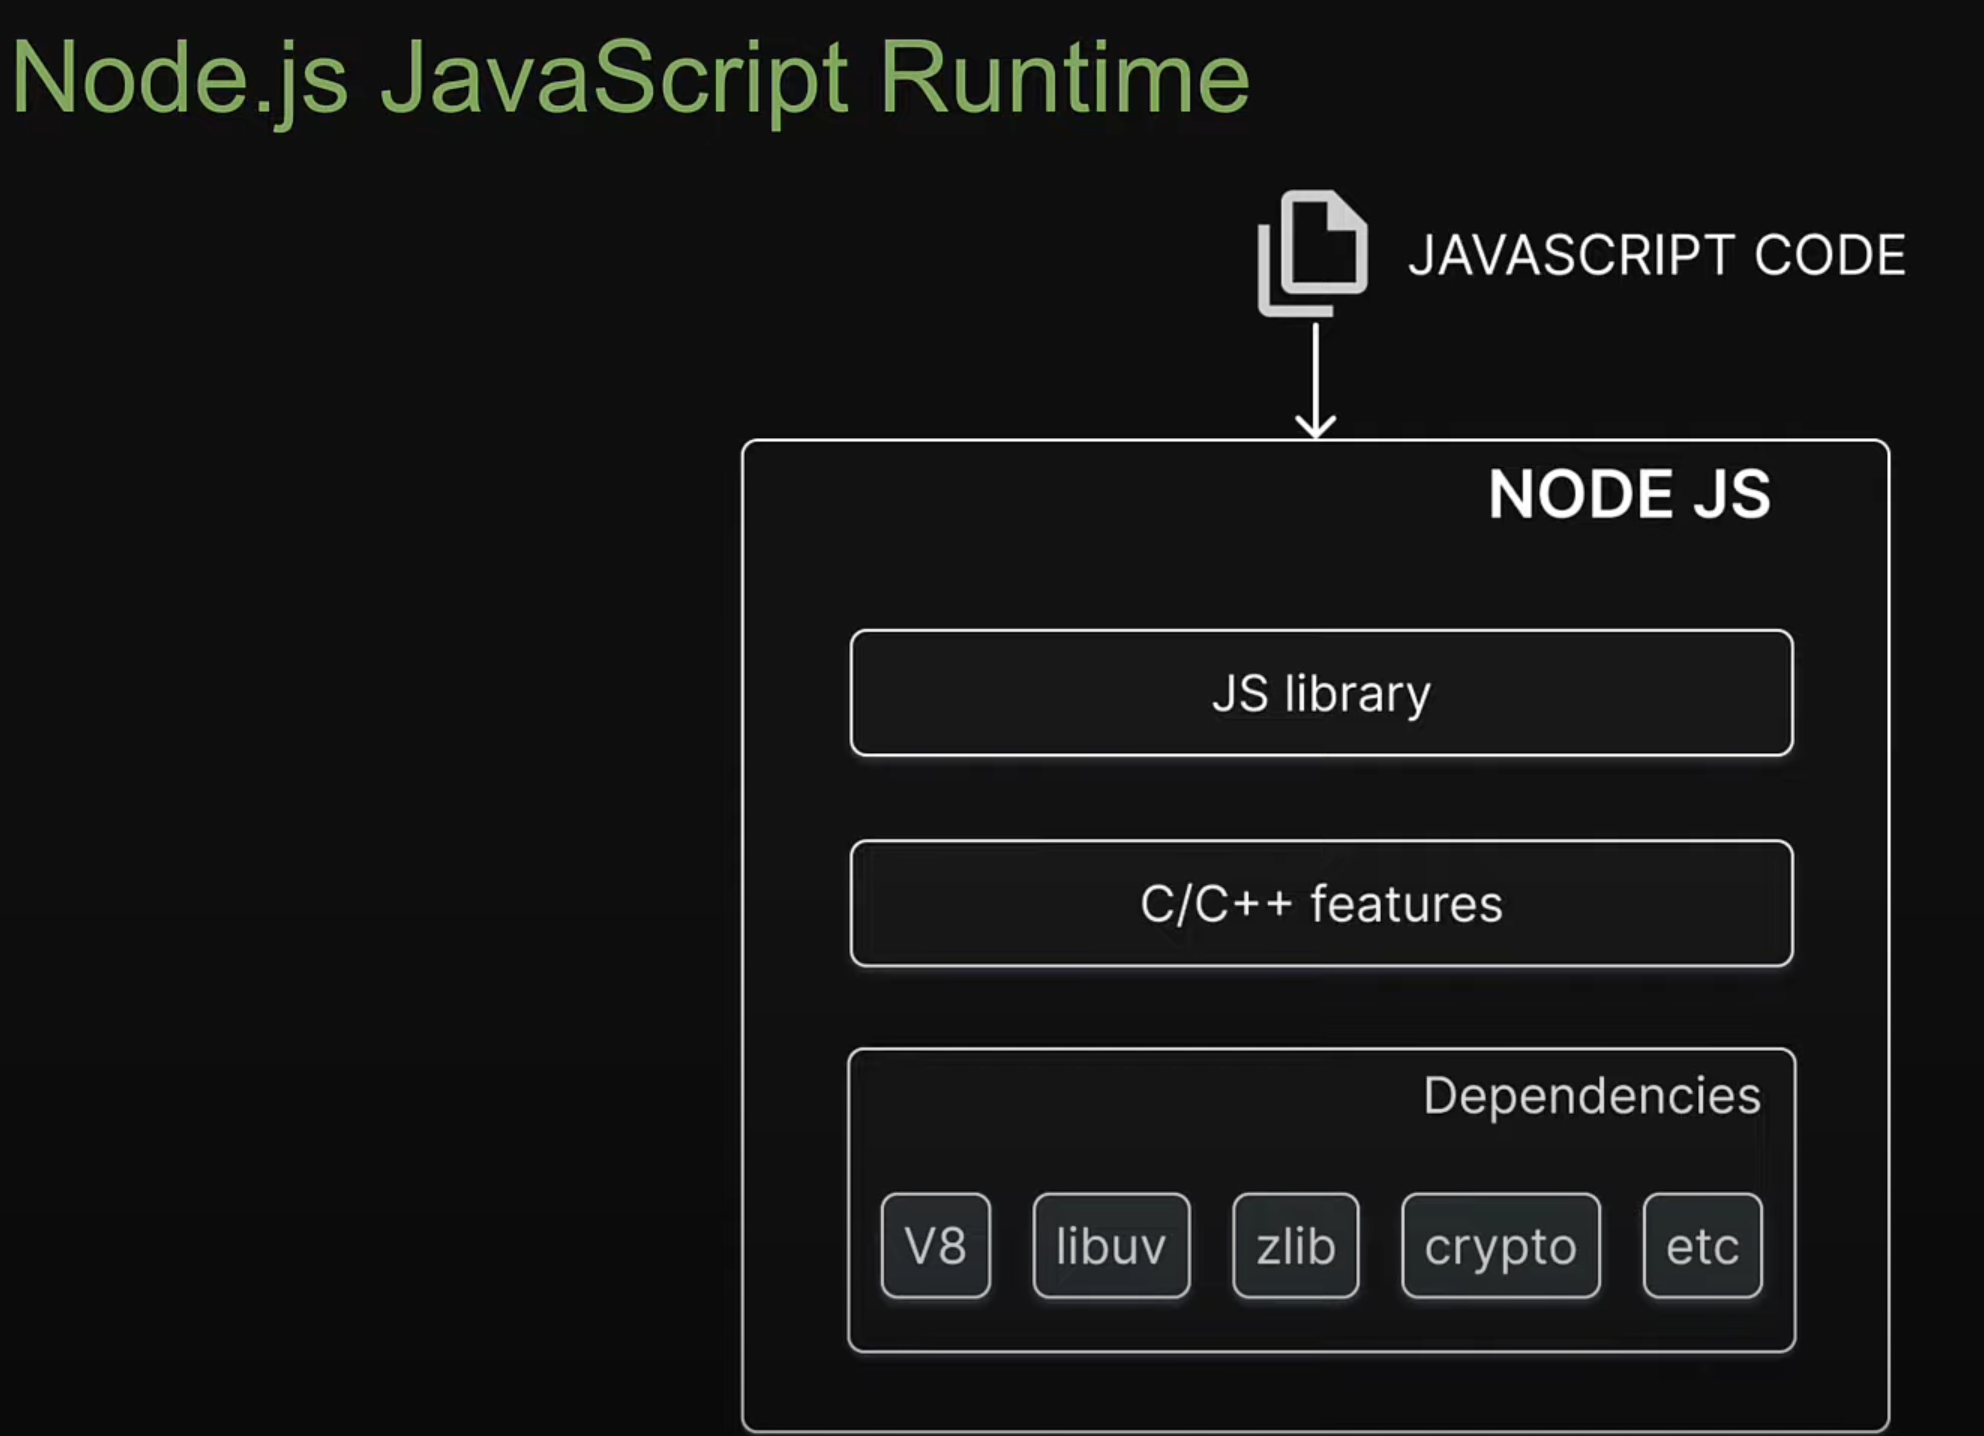 Node.js JavaScript Runtime
JAVASCRIPT CODE
NODE JS
JS library
C/C++ features
Dependencies
V8
libuv
zlib
crypto
etc